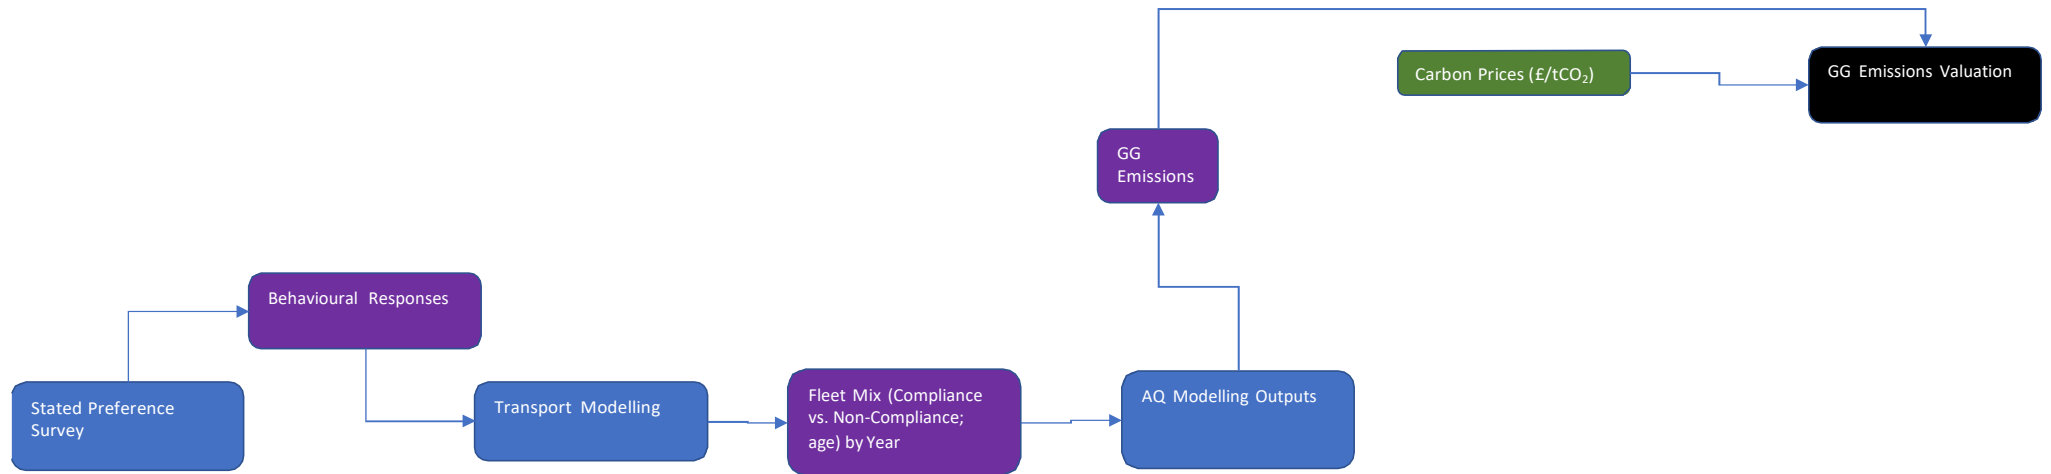 Carbon Prices (£/tCO₂)
GG Emissions Valuation
GG
Emissions
Behavioural Responses
Stated Preference
Survey
Transport Modelling
Fleet Mix (Compliance
vs. Non-Compliance;
age) by Year
AQ Modelling Outputs